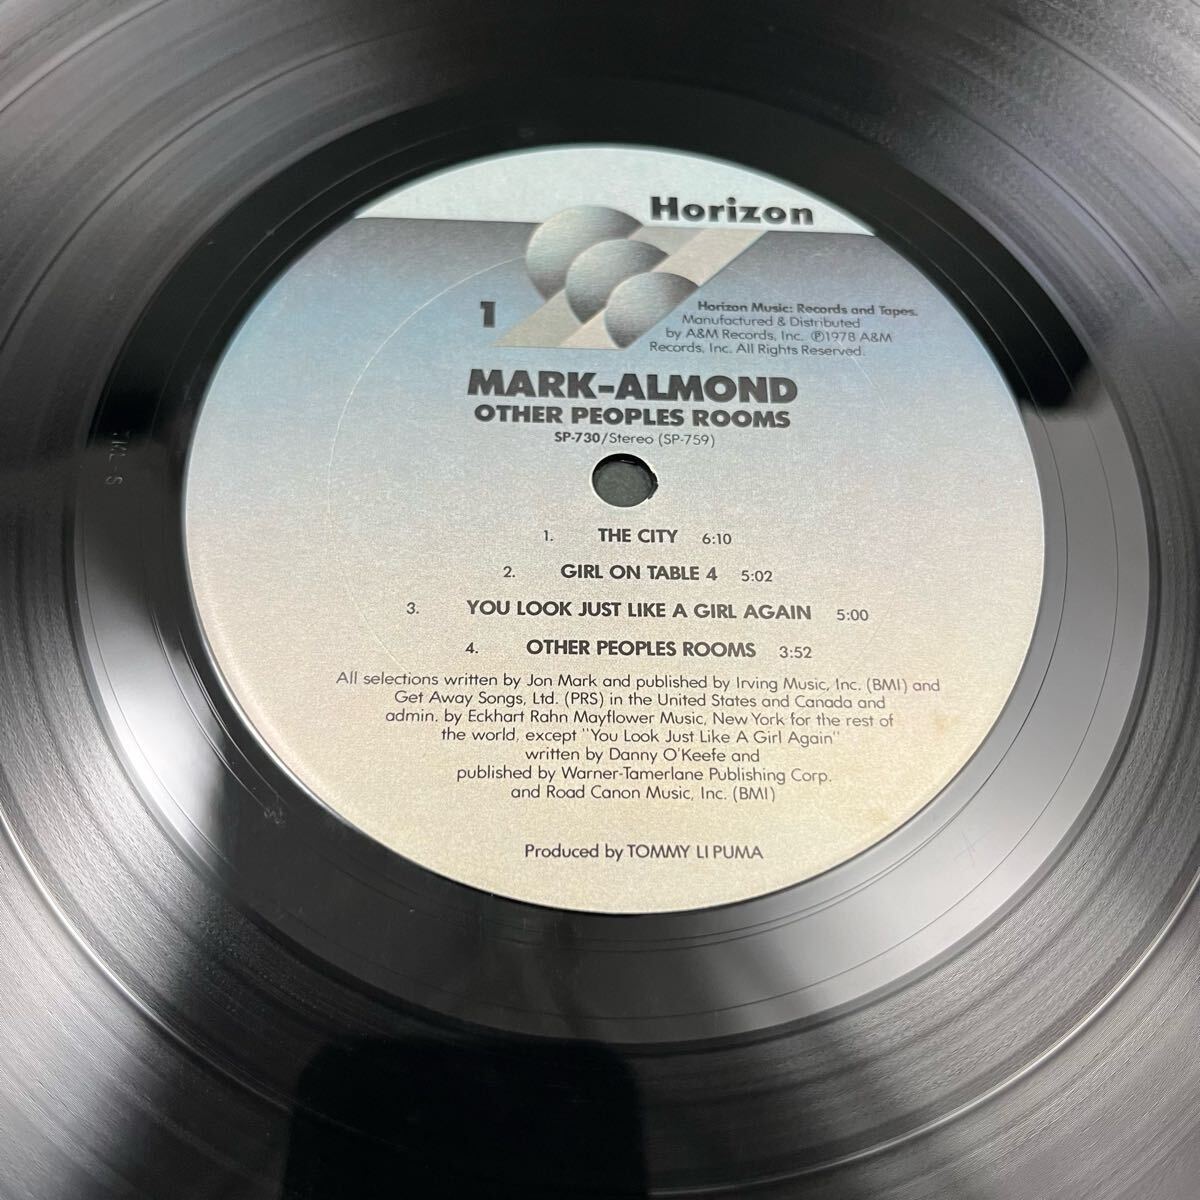 Horizon
1
Horizon Music: Records and Tapes.
Manufactured & Distributed
by A&M Records, Inc. ℗1978 A&M
Records, Inc. All Rights Reserved.
MARK-ALMOND
OTHER PEOPLES ROOMS
SP-730/Stereo (SP-759)
1. THE CITY 6:10
2. GIRL ON TABLE 4 5:02
3. YOU LOOK JUST LIKE A GIRL AGAIN 5:00
4. OTHER PEOPLES ROOMS 3:52
All selections written by Jon Mark and published by Irving Music, Inc. (BMI) and
Get Away Songs, Ltd. (PRS) in the United States and Canada and
admin. by Eckhart Rahn Mayflower Music, New York for the rest of
the world, except "You Look Just Like A Girl Again"
written by Danny O'Keefe and
published by Warner-Tamerlane Publishing Corp.
and Road Canon Music, Inc. (BMI)
Produced by TOMMY LI PUMA